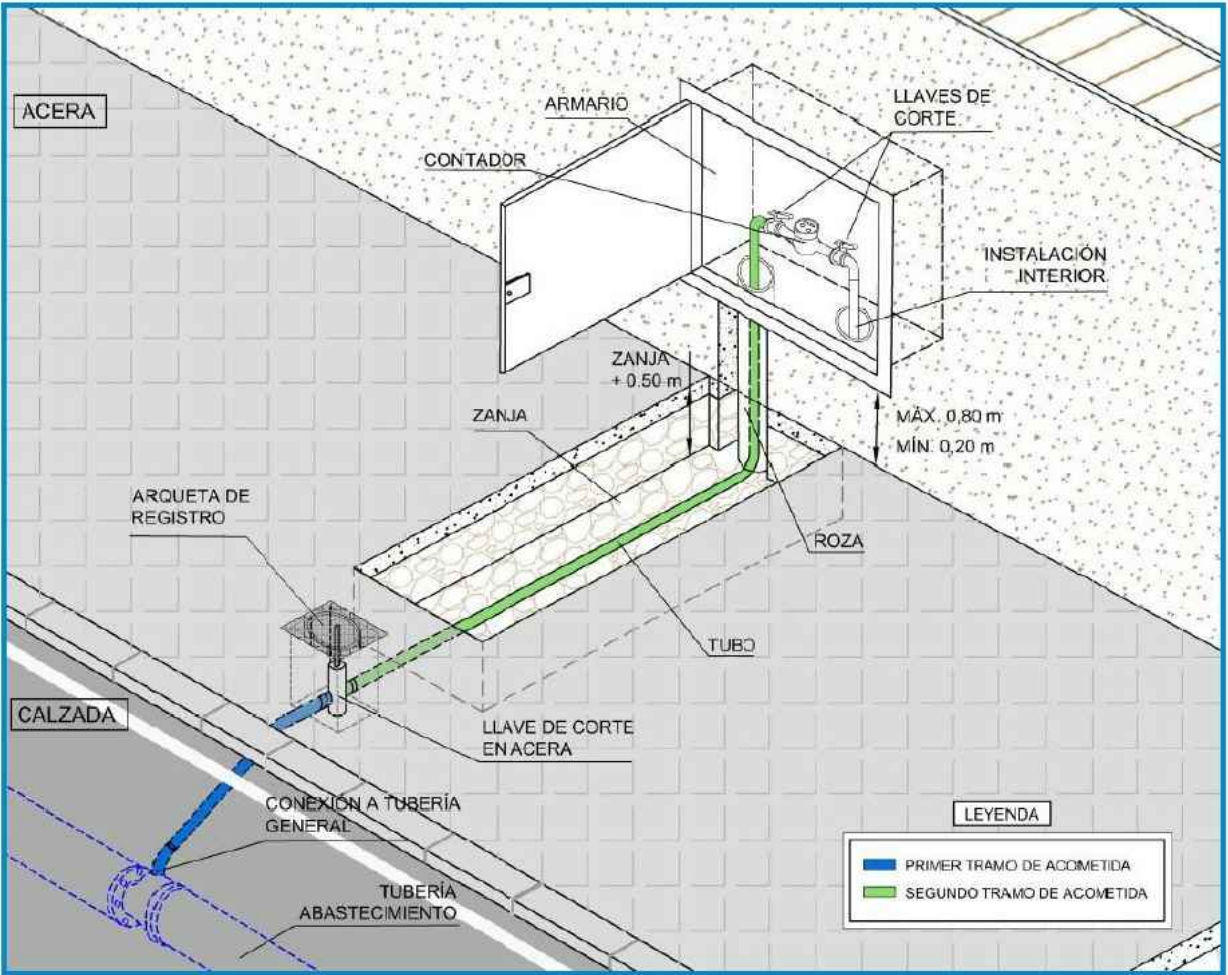 ACERA
ARMARIO
LLAVES DE
CORTE
CONTADOR
INSTALACIÓN
INTERIOR
ZANJA
+ 0.50 m
ZANJA
MÁX. 0,80 m
MÍN. 0,20 m
ARQUETA DE
REGISTRO
ROZA
TUBO
CALZADA
LLAVE DE CORTE
EN ACERA
CONEXIÓN A TUBERÍA
GENERAL
TUBERÍA
ABASTECIMIENTO
LEYENDA
PRIMER TRAMO DE ACOMETIDA
SEGUNDO TRAMO DE ACOMETIDA